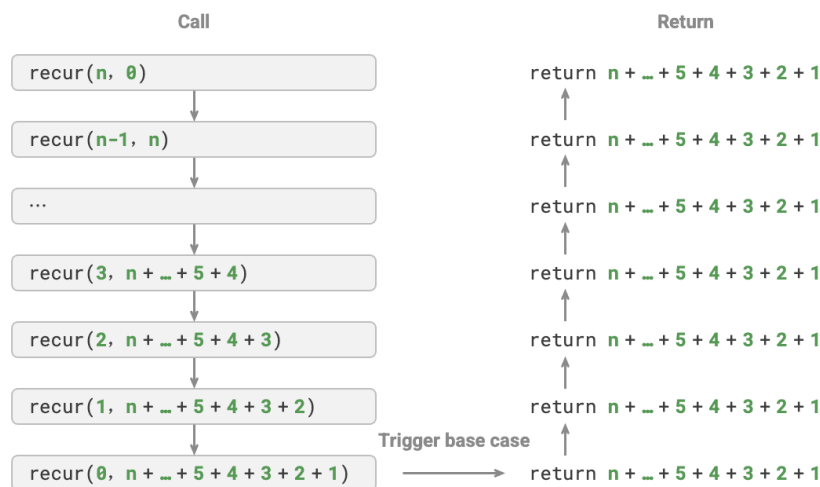 Call
recur(n, 0)
recur(n-1, n)
...
recur(3, n + … + 5 + 4)
recur(2, n + … + 5 + 4 + 3)
recur(1, n + … + 5 + 4 + 3 + 2)
recur(0, n + … + 5 + 4 + 3 + 2 + 1)
Trigger base case
Return
return n + … + 5 + 4 + 3 + 2 + 1
return n + … + 5 + 4 + 3 + 2 + 1
return n + … + 5 + 4 + 3 + 2 + 1
return n + … + 5 + 4 + 3 + 2 + 1
return n + … + 5 + 4 + 3 + 2 + 1
return n + … + 5 + 4 + 3 + 2 + 1
return n + … + 5 + 4 + 3 + 2 + 1